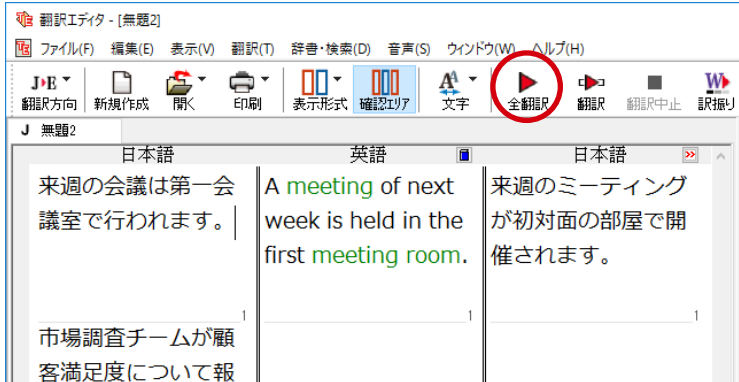 翻訳エディタ - [無題2]
ファイル(F) 編集(E) 表示(V) 翻訳(T) 辞書・検索(D) 音声(S) ウィンドウ(W) ヘルプ(H)
J E
翻訳方向 新規作成 開く 印刷 表示形式 確認エリア 文字 全翻訳 翻訳 翻訳中止 訳振り
J 無題2
日本語 英語 日本語
来週の会議は第一会
議室で行われます。
A meeting of next
week is held in the
first meeting room.
来週のミーティング
が初対面の部屋で開
催されます。
1 1 1
市場調査チームが顧
客満足度について報